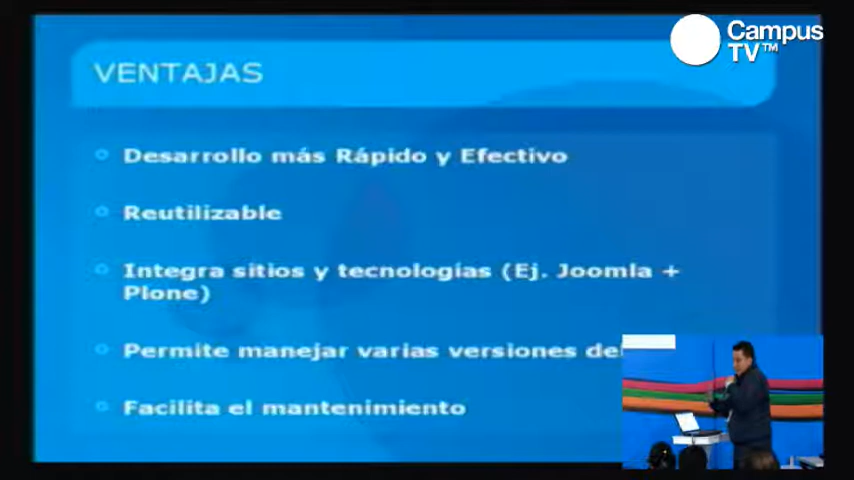 Campus
TV™
VENTAJAS
Desarrollo más Rápido y Efectivo
Reutilizable
Integra sitios y tecnologías (Ej. Joomla +
Plone)
Permite manejar varias versiones del
Facilita el mantenimiento